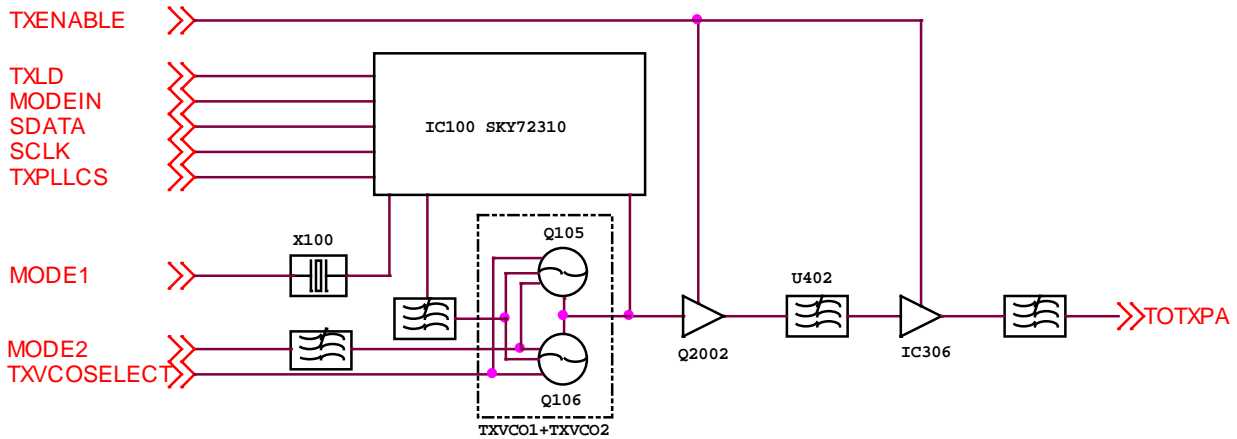 TXENABLE
TXLD
MODEIN
SDATA
SCLK
TXPLLCS
IC100 SKY72310
X100
MODE1
Q105
U402
TOTXPA
MODE2
TXVCOSELECT
Q2002
IC306
Q106
TXVCO1+TXVCO2